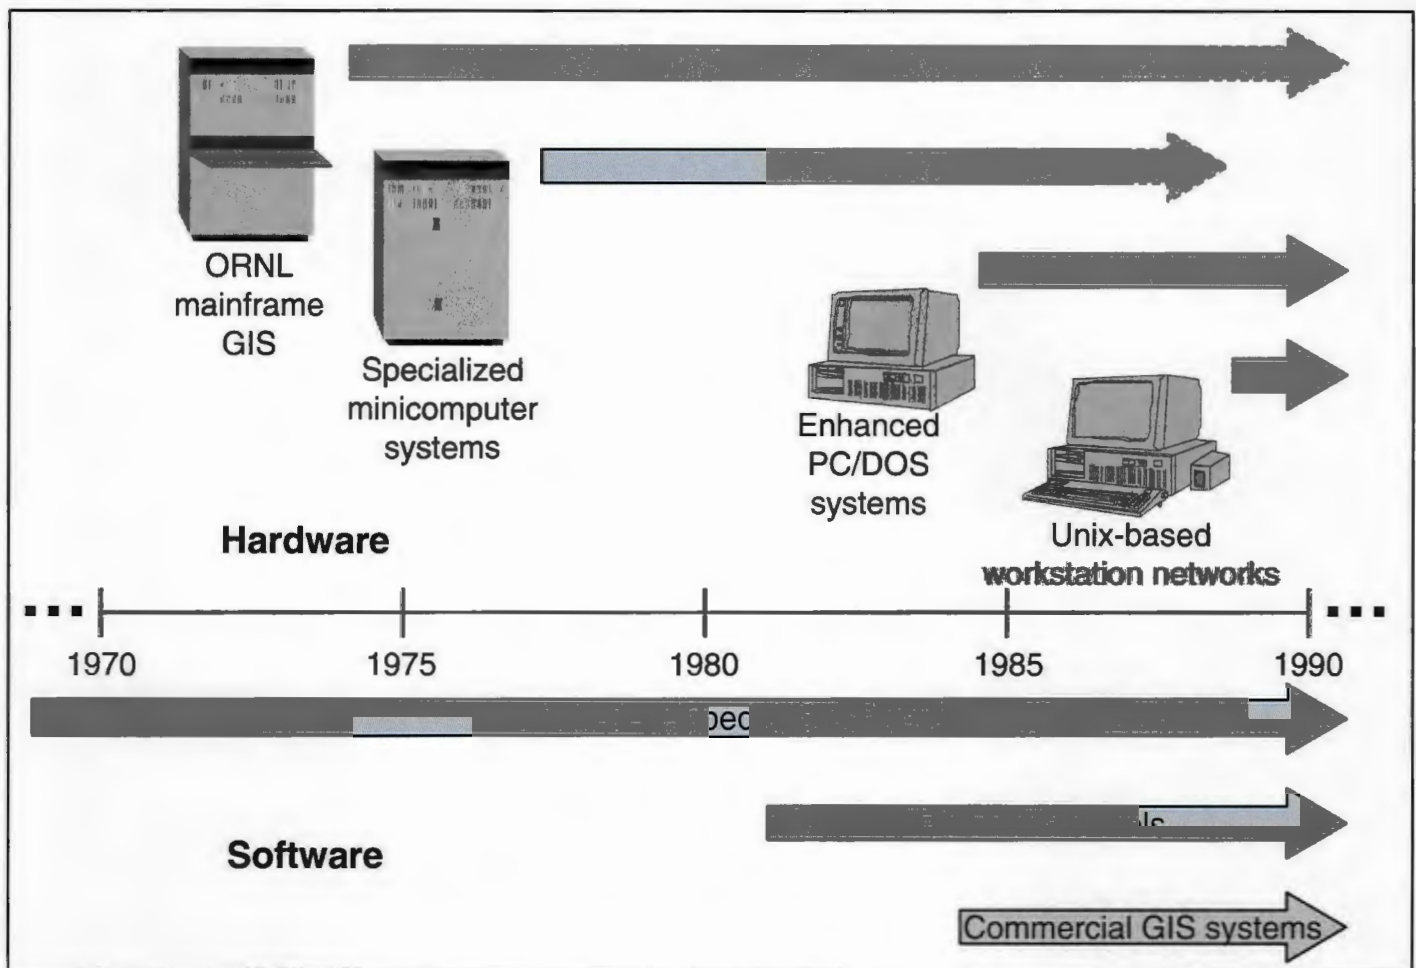 ORNL
mainframe
GIS
Specialized
minicomputer
systems
Enhanced
PC/DOS
systems
Unix-based
workstation networks
Hardware
1970 1975 1980 1985 1990
Software
Commercial GIS systems